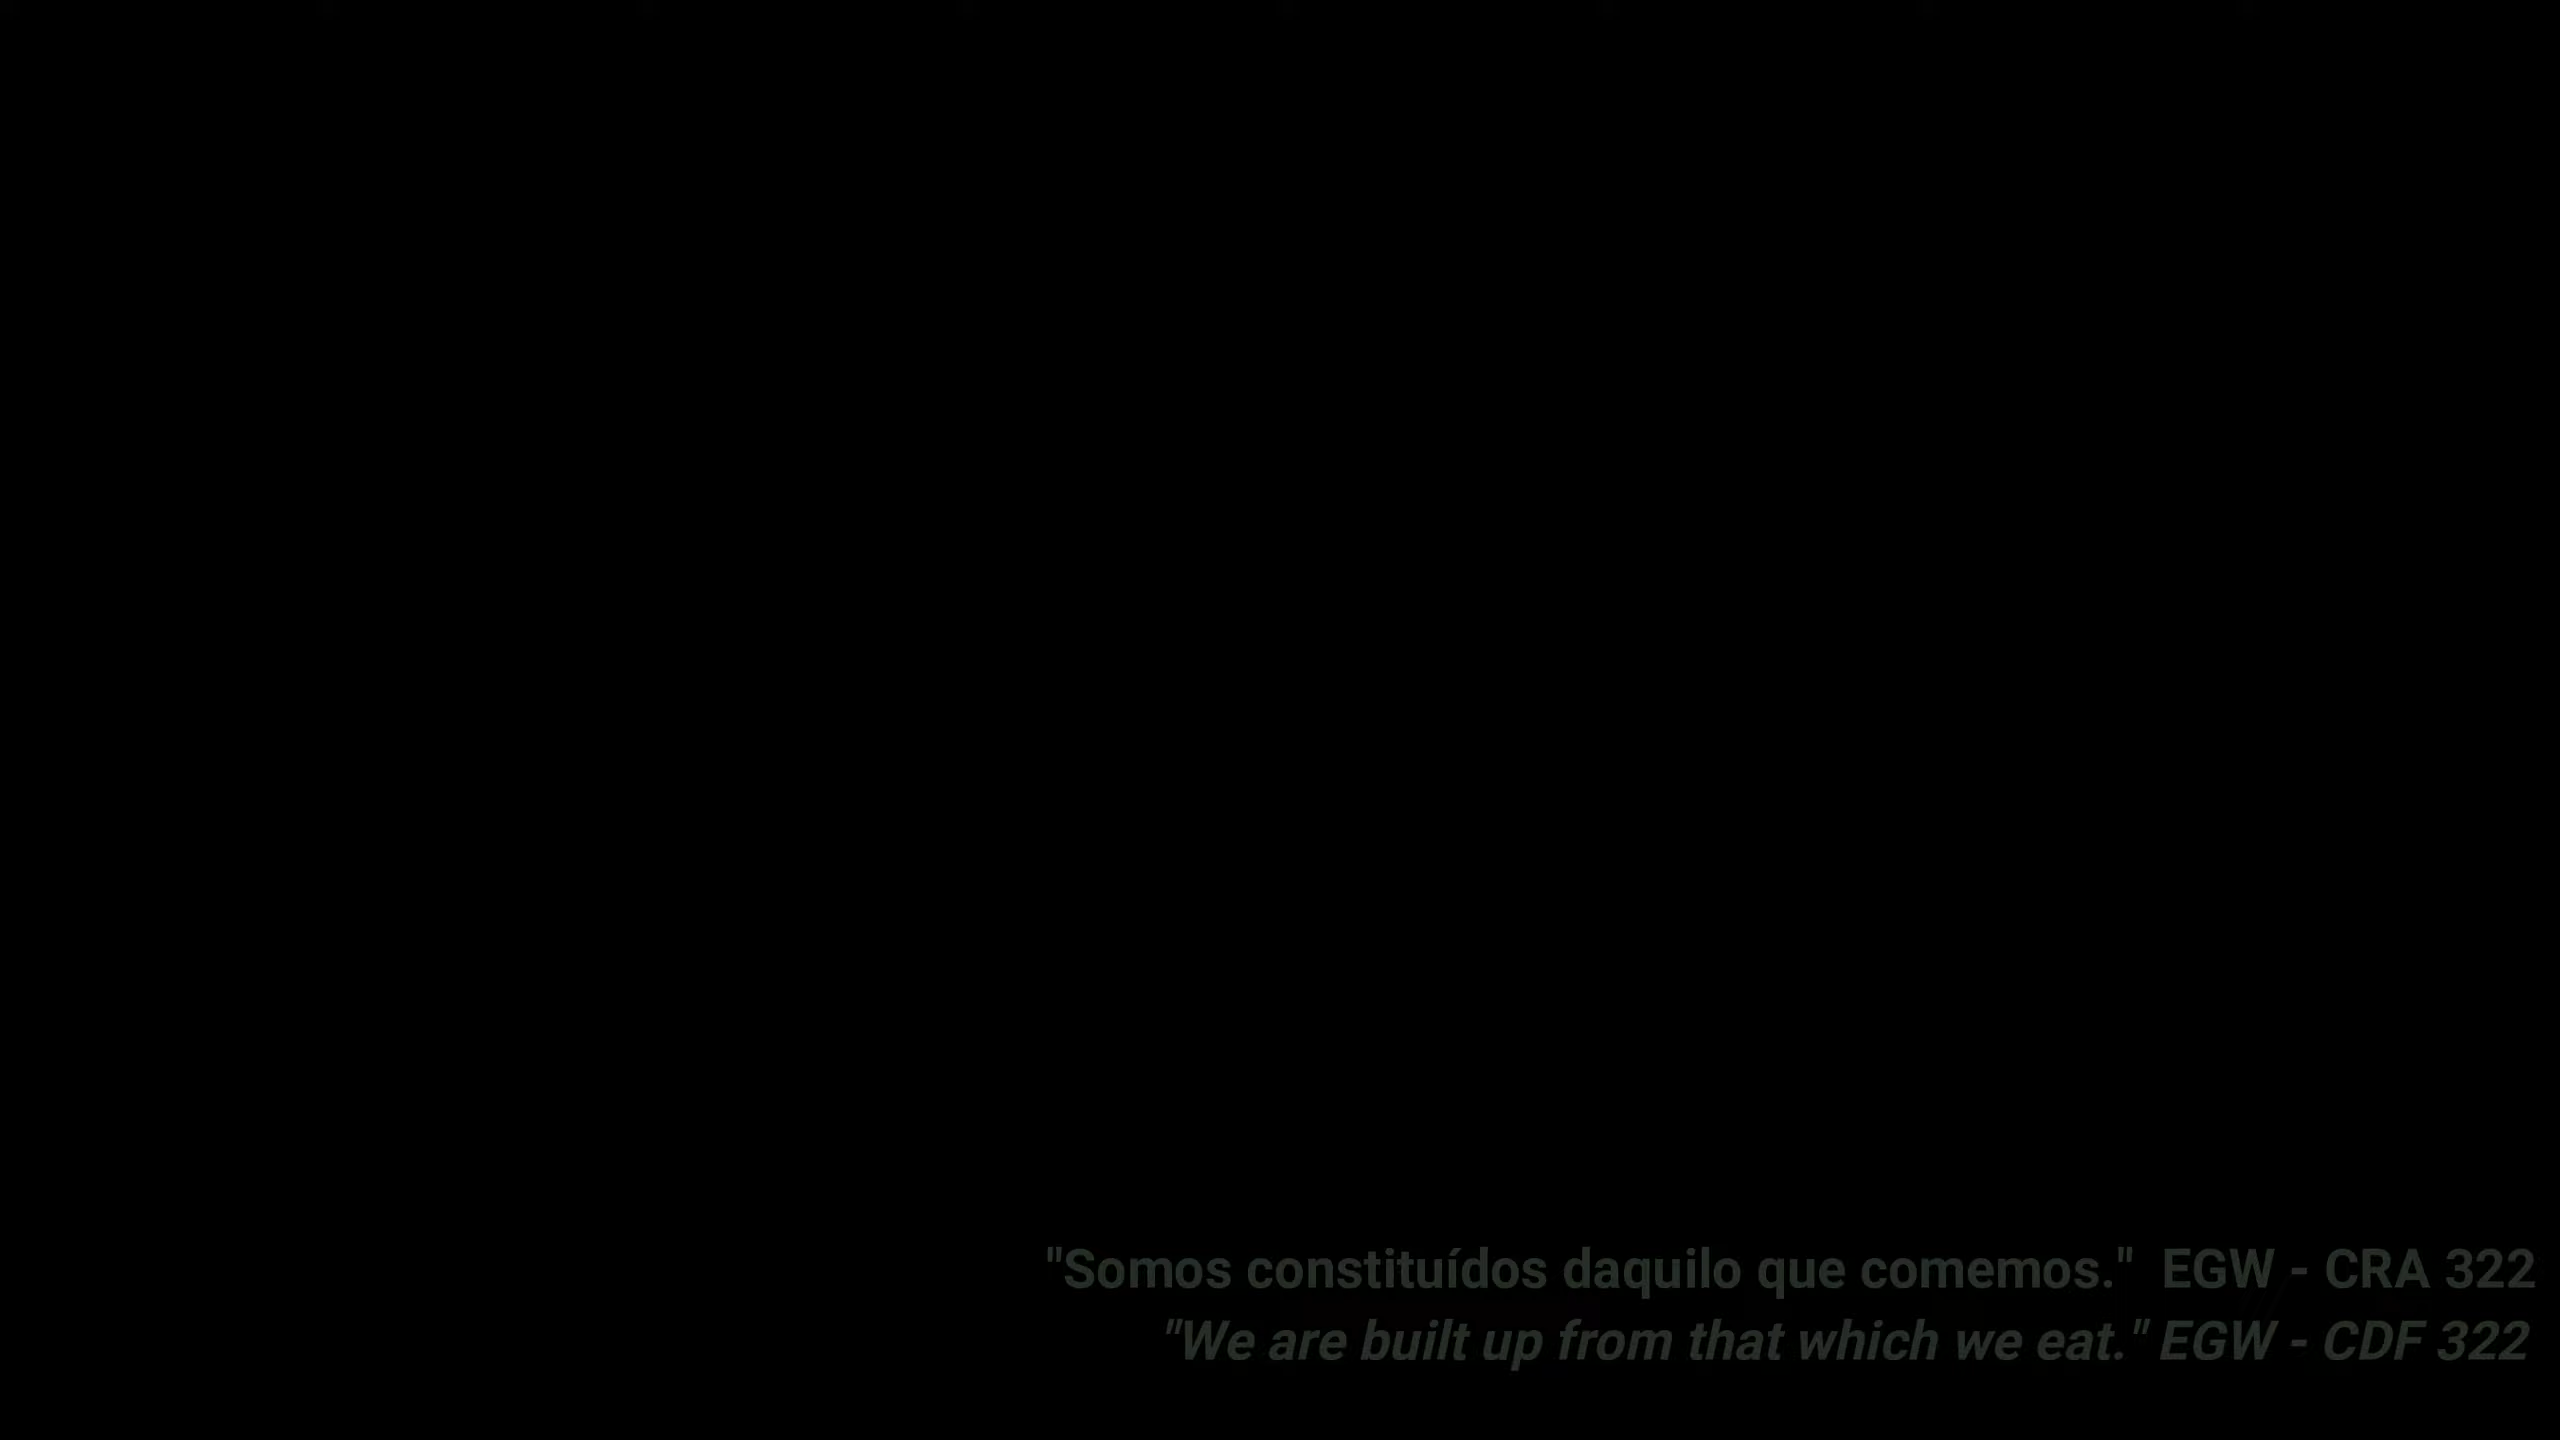 "Somos constituídos daquilo que comemos."  EGW - CRA 322
"We are built up from that which we eat." EGW - CDF 322